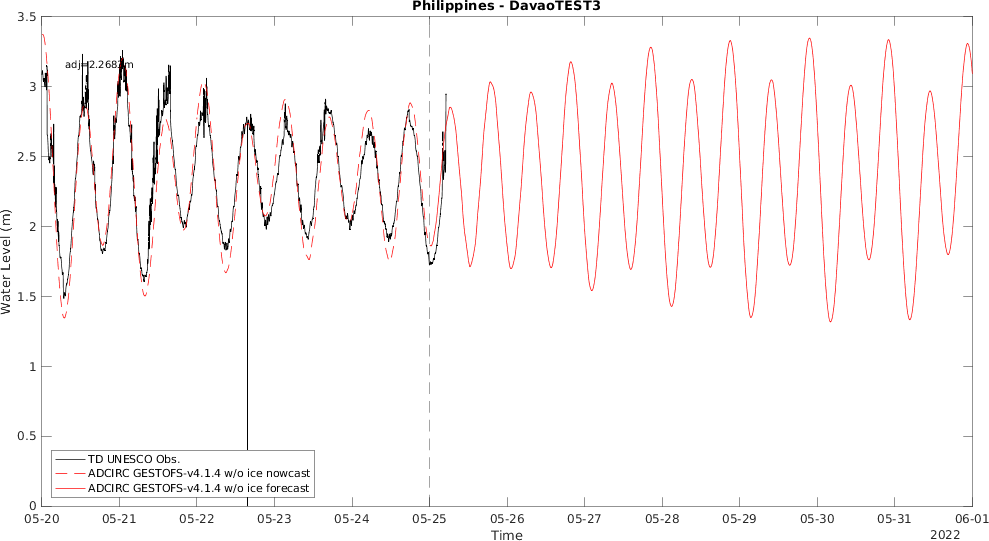 Philippines - DavaoTEST3
3.5
3
2.5
2
1.5
1
0.5
0
Water Level (m)
adj=2.268m
TD UNESCO Obs.
ADCIRC GESTOFS-v4.1.4 w/o ice nowcast
ADCIRC GESTOFS-v4.1.4 w/o ice forecast
05-20 05-21 05-22 05-23 05-24 05-25 05-26 05-27 05-28 05-29 05-30 05-31 06-01
Time
2022